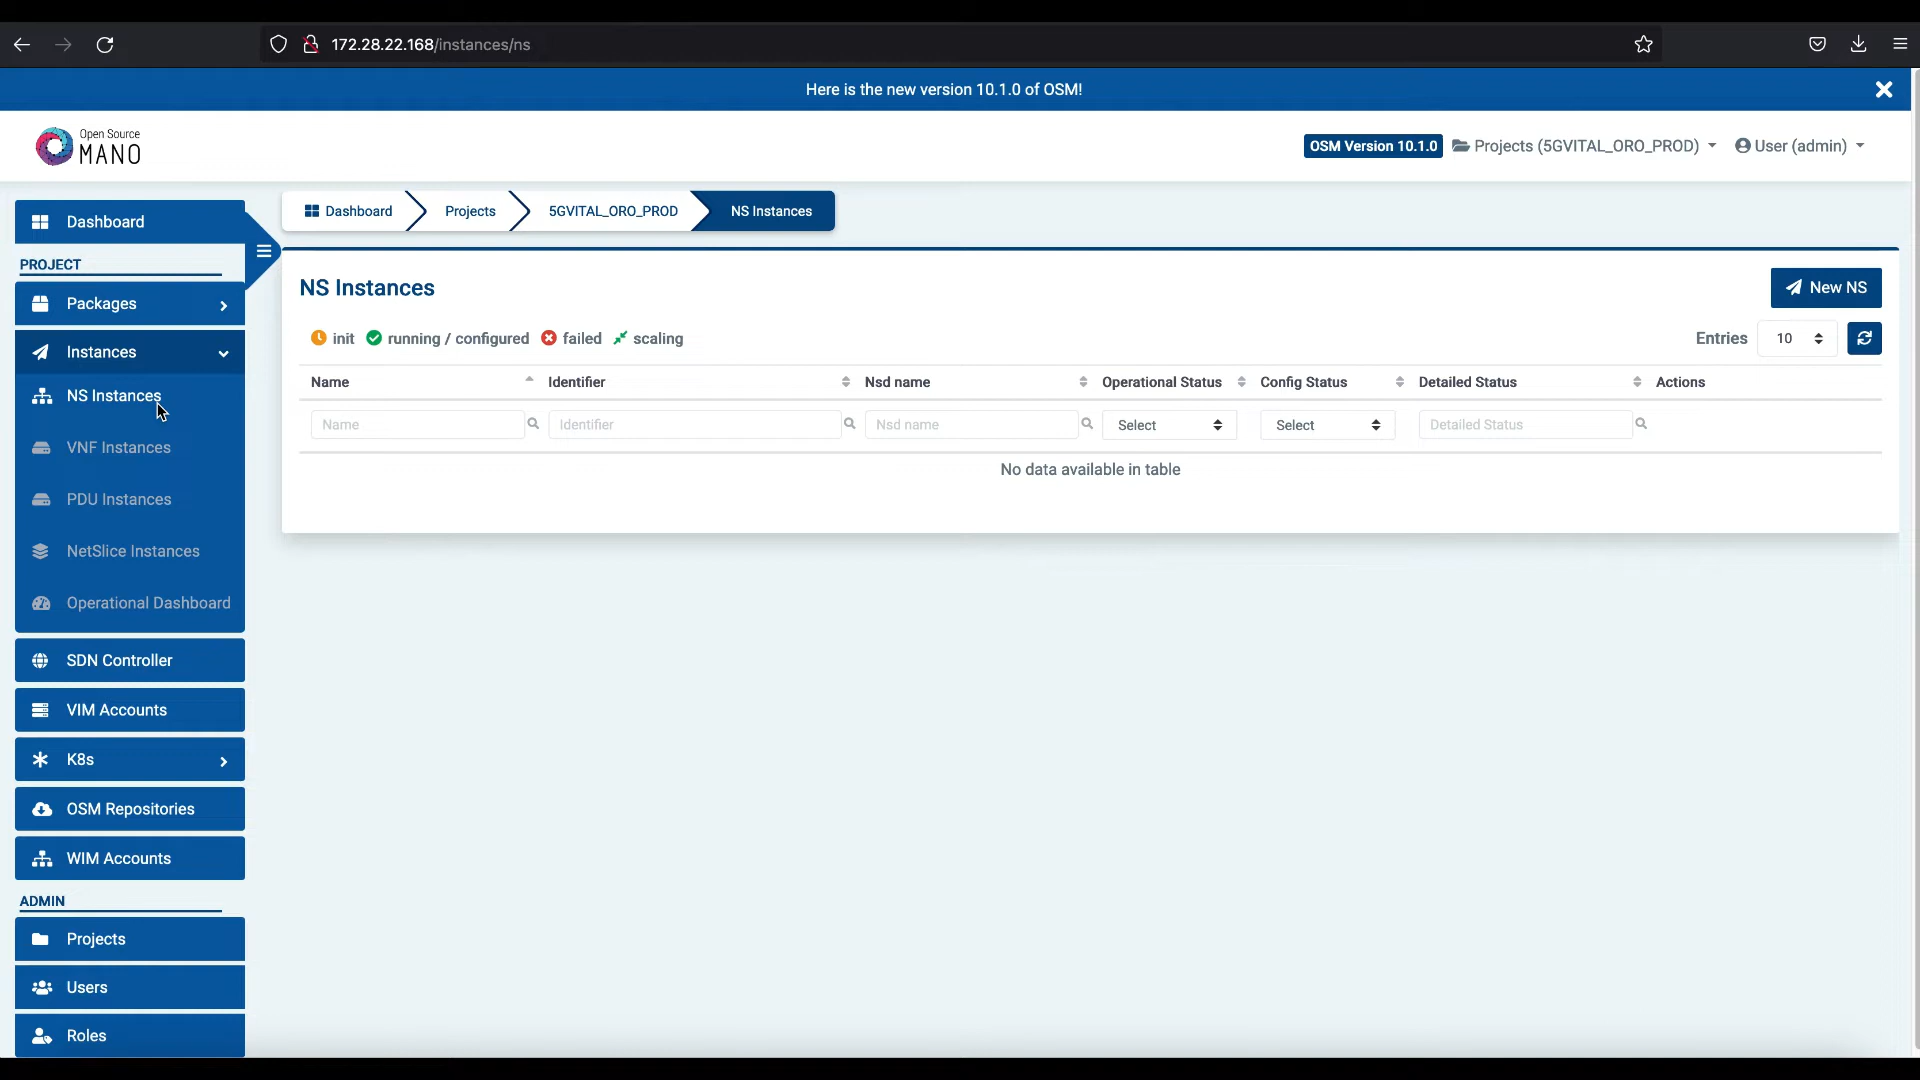 172.28.22.168/instances/ns
Here is the new version 10.1.0 of OSM!
Open Source
MANO
OSM Version 10.1.0
Projects (5GVITAL_ORO_PROD)
User (admin)
Dashboard
PROJECT
Packages
Instances
NS Instances
VNF Instances
PDU Instances
NetSlice Instances
Operational Dashboard
SDN Controller
VIM Accounts
K8s
OSM Repositories
WIM Accounts
ADMIN
Projects
Users
Roles
Dashboard Projects 5GVITAL_ORO_PROD NS Instances
NS Instances
New NS
init running / configured failed scaling
Entries 10
Name Identifier Nsd name Operational Status Config Status Detailed Status Actions
Name Identifier Nsd name Select Select Detailed Status
No data available in table